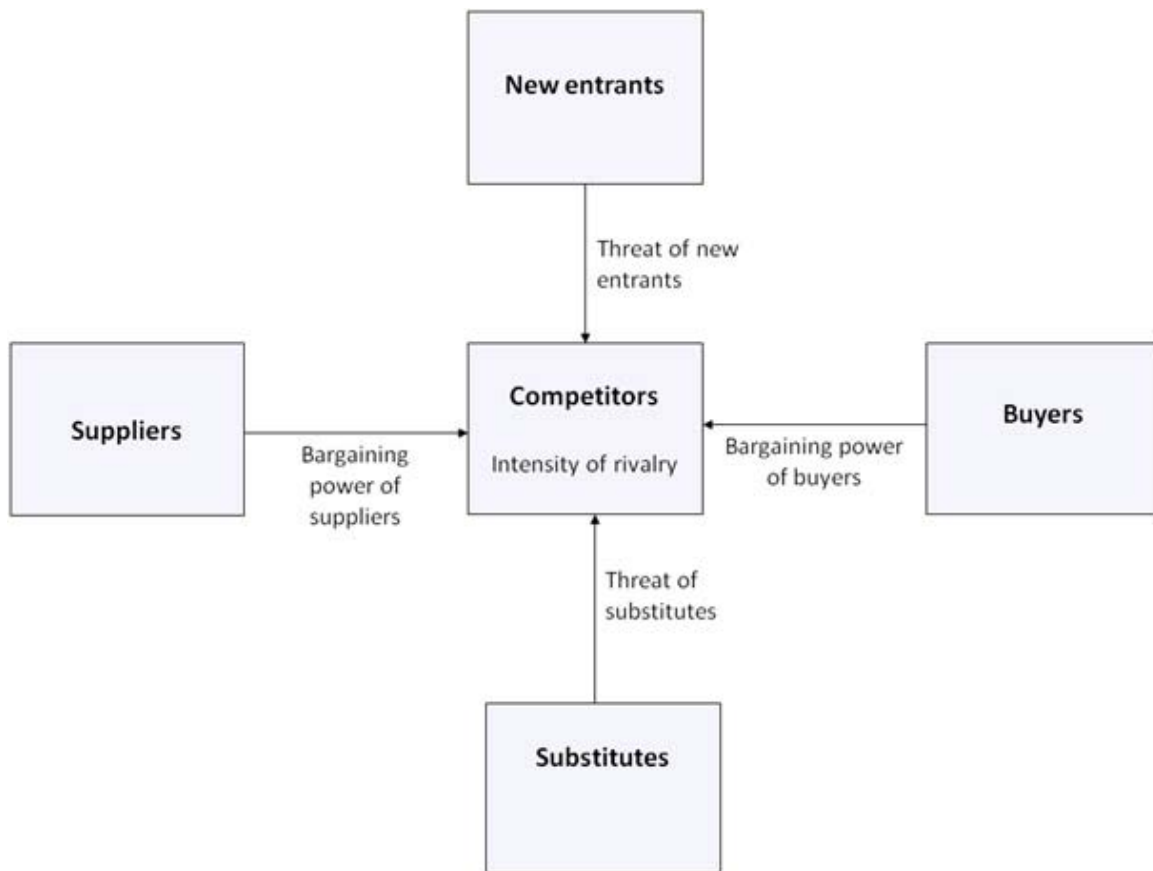 New entrants
Threat of new
entrants
Suppliers
Bargaining
power of
suppliers
Competitors
Intensity of rivalry
Buyers
Bargaining power
of buyers
Threat of
substitutes
Substitutes